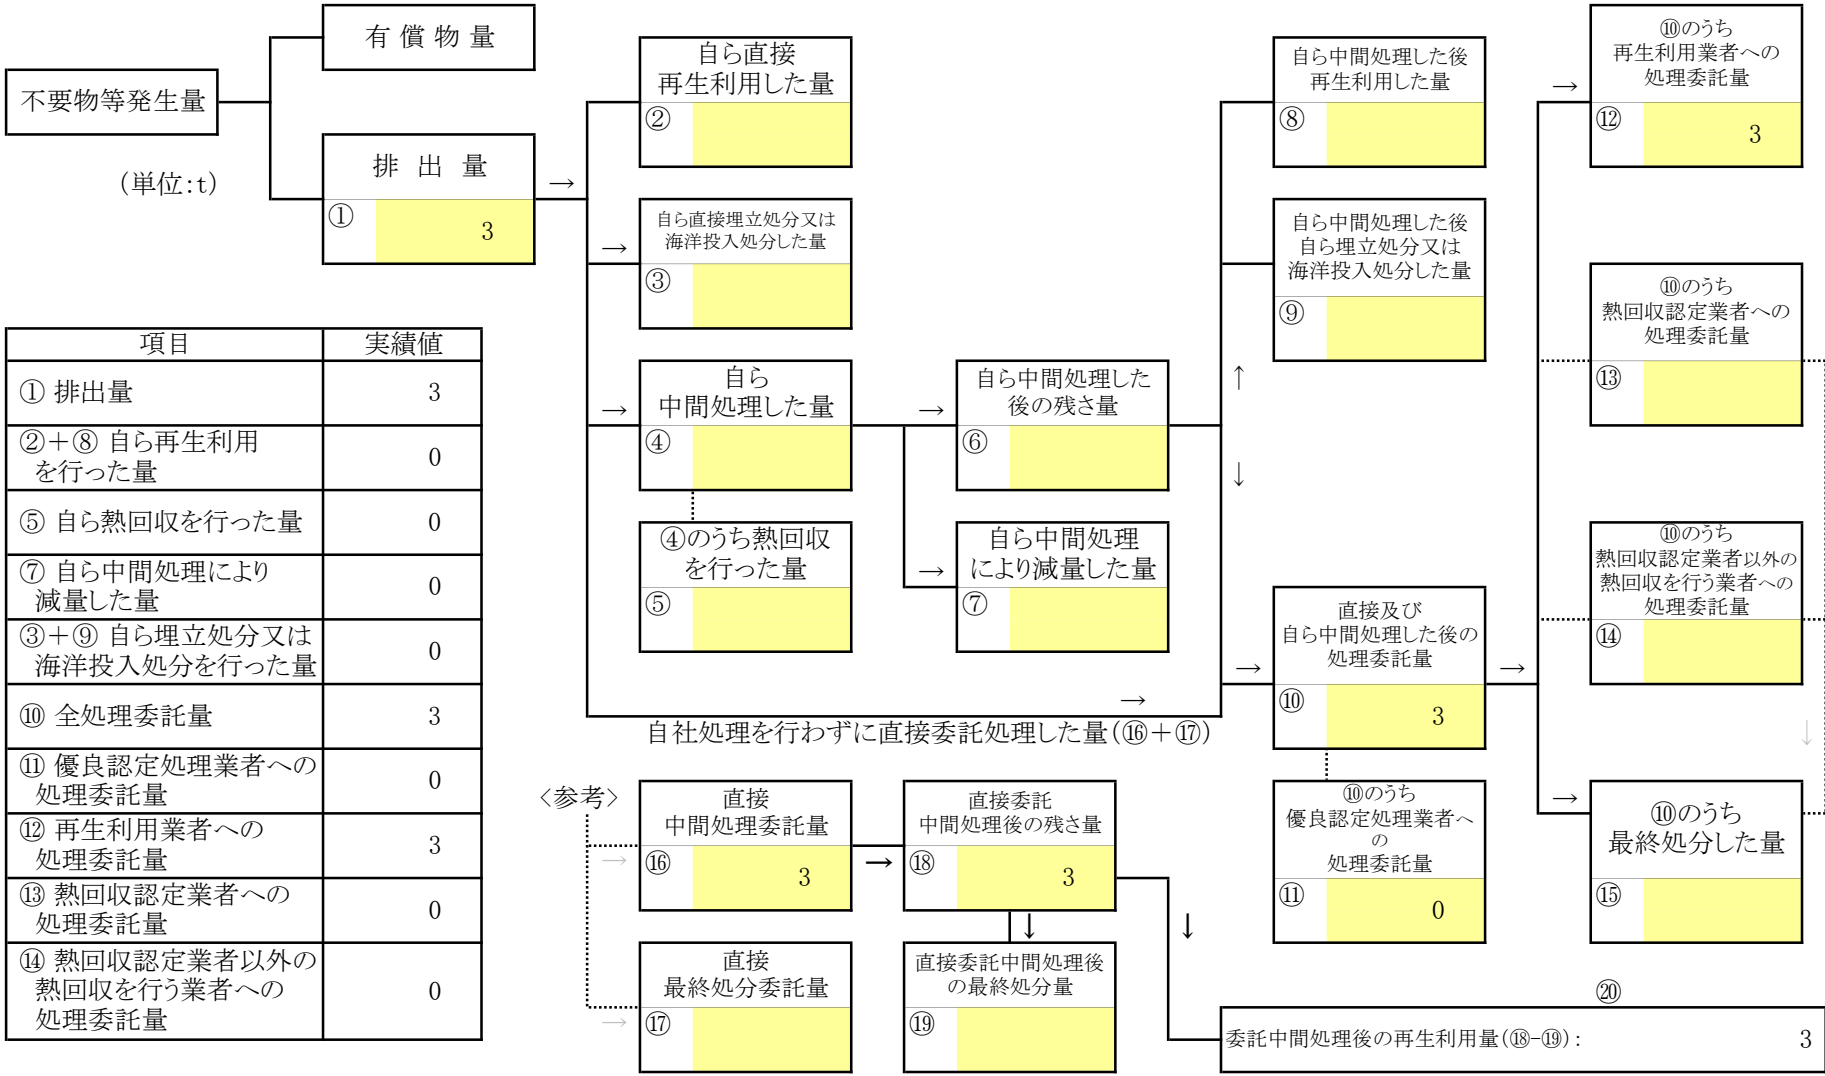 有 償 物 量
不要物等発生量
(単位:t)
排 出 量
→
①
3
自ら直接
再生利用した量
②
→
自ら直接埋立処分又は
海洋投入処分した量
③
→
自ら
中間処理した量
④
④のうち熱回収
を行った量
⑤
→
自ら中間処理した
後の残さ量
⑥
→
自ら中間処理
により減量した量
⑦
自ら中間処理した後
再生利用した量
⑧
自ら中間処理した後
自ら埋立処分又は
海洋投入処分した量
⑨
↑
↓
→
直接及び
自ら中間処理した後の
処理委託量
⑩
3
→
自社処理を行わずに直接委託処理した量(⑯+⑰)
⑩のうち
優良認定処理業者へ
の
処理委託量
⑪
0
→
→
⑩のうち
再生利用業者への
処理委託量
⑫
3
⑩のうち
熱回収認定業者への
処理委託量
⑬
⑩のうち
熱回収認定業者以外の
熱回収を行う業者への
処理委託量
⑭
↓
→
⑩のうち
最終処分した量
⑮
項目 実績値
① 排出量 3
②+⑧ 自ら再生利用
を行った量 0
⑤ 自ら熱回収を行った量 0
⑦ 自ら中間処理により
減量した量 0
③+⑨ 自ら埋立処分又は
海洋投入処分を行った量 0
⑩ 全処理委託量 3
⑪ 優良認定処理業者への
処理委託量 0
⑫ 再生利用業者への
処理委託量 3
⑬ 熱回収認定業者への
処理委託量 0
⑭ 熱回収認定業者以外の
熱回収を行う業者への
処理委託量 0
〈参考〉
→
直接
中間処理委託量
⑯
3
→
直接委託
中間処理後の残さ量
⑱
3
↓
↓
→
直接
最終処分委託量
⑰
直接委託中間処理後
の最終処分量
⑲
⑳
委託中間処理後の再生利用量(⑱-⑲): 3